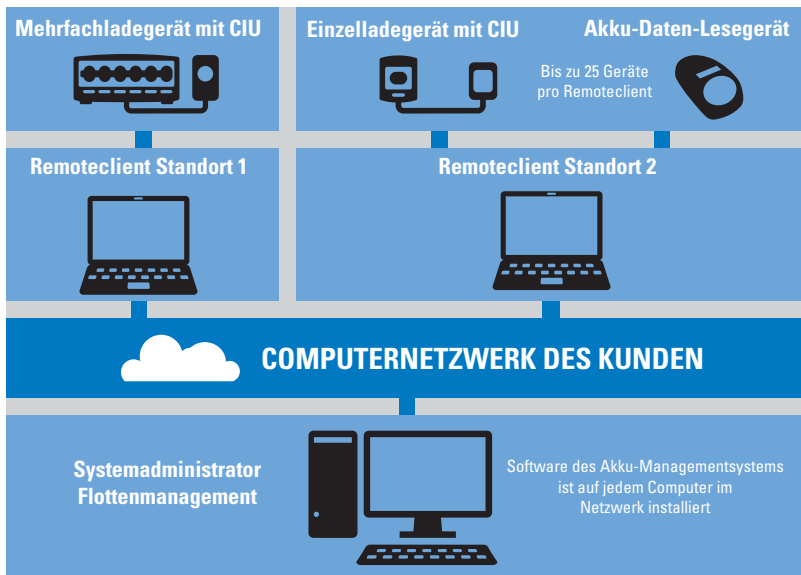 Mehrfachladegerät mit CIU
Einzelladegerät mit CIU
Akku-Daten-Lesegerät
Bis zu 25 Geräte
pro Remoteclient
Remoteclient Standort 1
Remoteclient Standort 2
COMPUTERNETZWERK DES KUNDEN
Systemadministrator
Flottenmanagement
Software des Akku-Managementsystems
ist auf jedem Computer im
Netzwerk installiert